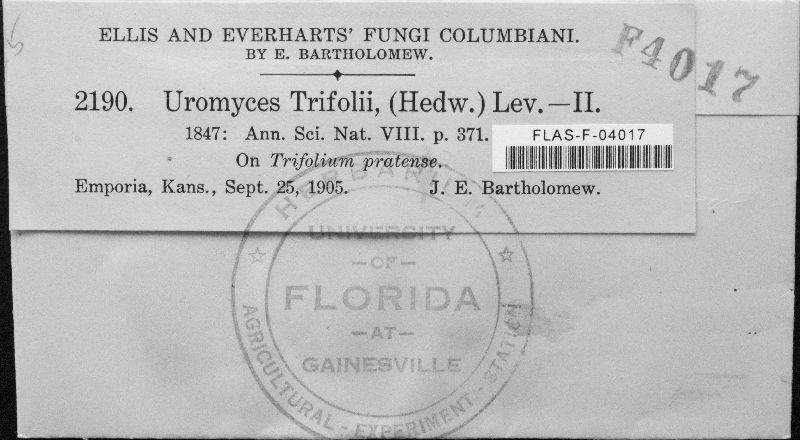 ELLIS AND EVERHARTS' FUNGI COLUMBIANI.
BY E. BARTHOLOMEW.
F4017
2190. Uromyces Trifolii, (Hedw.) Lev.—II.
1847: Ann. Sci. Nat. VIII. p. 371.
FLAS-F-04017
On Trifolium pratense.
Emporia, Kans., Sept. 25, 1905. J. E. Bartholomew.
HERBARIUM
UNIVERSITY
—OF—
FLORIDA
—AT—
GAINESVILLE
AGRICULTURAL - EXPERIMENT - STATION